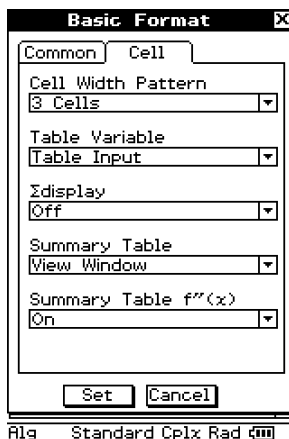 Basic Format
Common Cell
Cell Width Pattern
3 Cells
Table Variable
Table Input
Σdisplay
Off
Summary Table
View Window
Summary Table f″(x)
On
Set Cancel
Alg Standard Cplx Rad